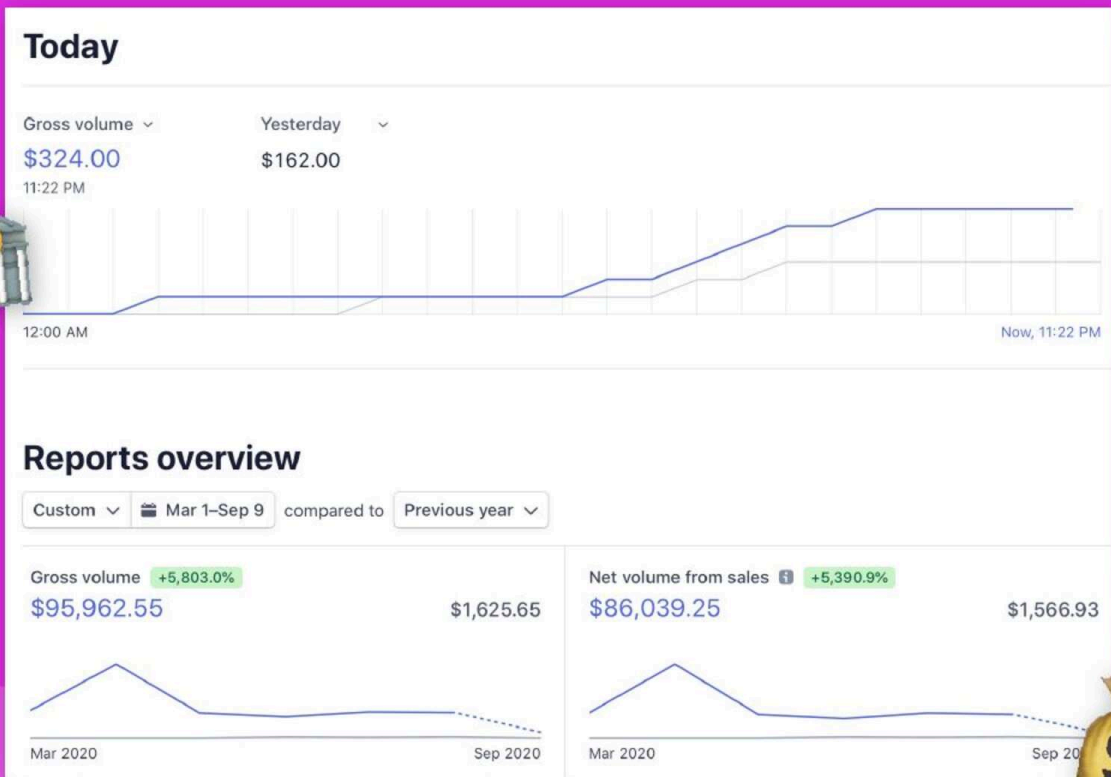 Today
Gross volume
Yesterday
$324.00
$162.00
11:22 PM
12:00 AM
Now, 11:22 PM
Reports overview
Custom
Mar 1–Sep 9
compared to
Previous year
Gross volume +5,803.0%
$95,962.55
$1,625.65
Mar 2020
Sep 2020
Net volume from sales +5,390.9%
$86,039.25
$1,566.93
Mar 2020
Sep 20